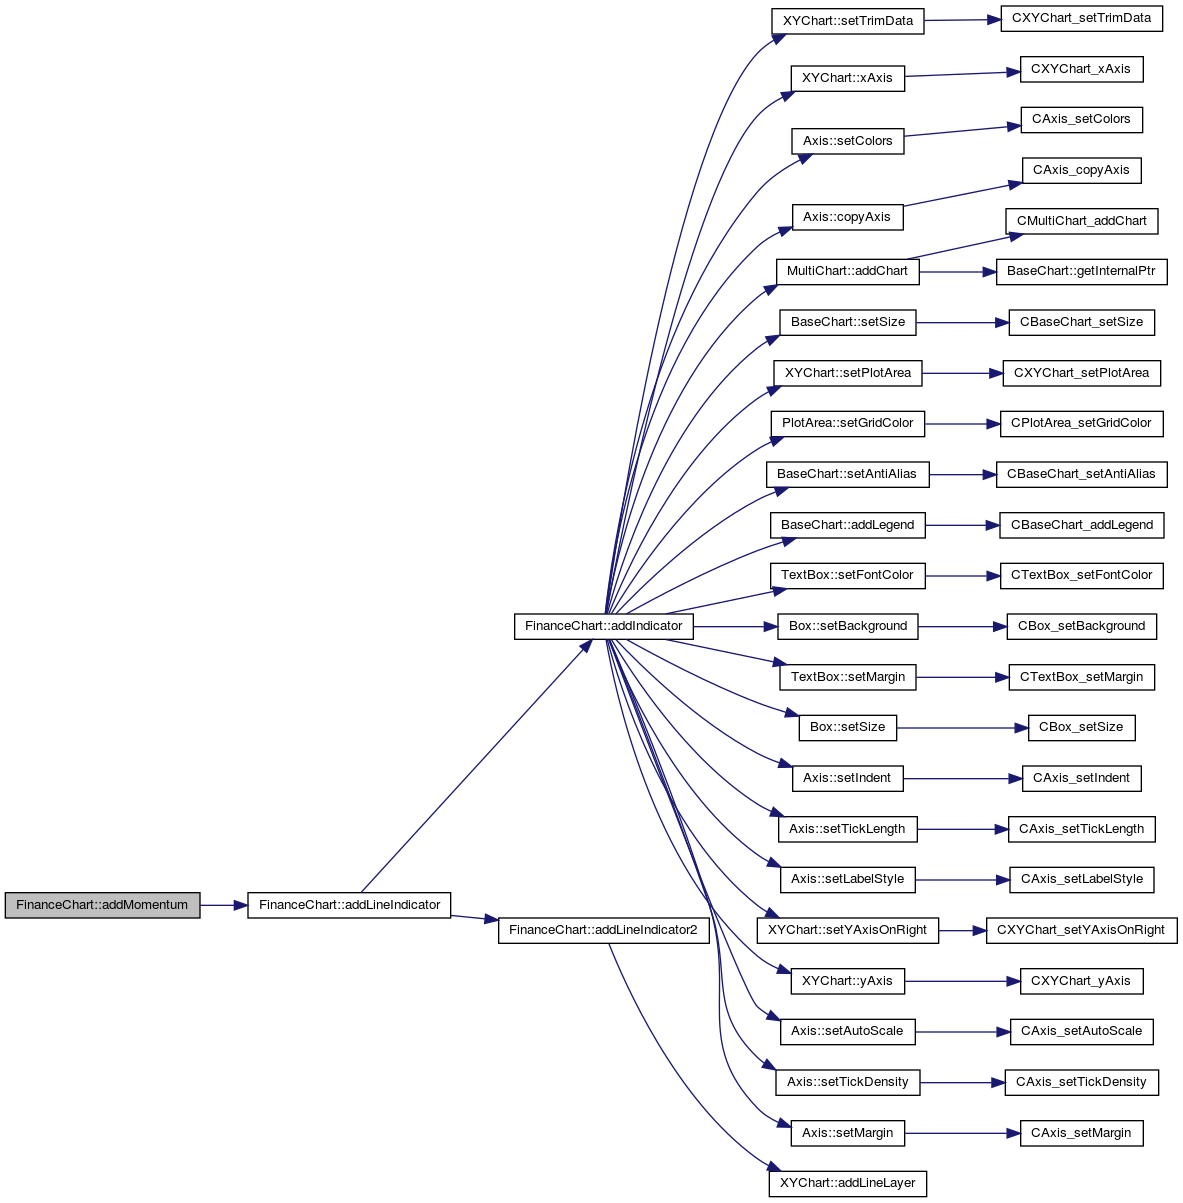 XYChart::setTrimData
CXYChart_setTrimData
XYChart::xAxis
CXYChart_xAxis
Axis::setColors
CAxis_setColors
Axis::copyAxis
CAxis_copyAxis
MultiChart::addChart
CMultiChart_addChart
BaseChart::getInternalPtr
BaseChart::setSize
CBaseChart_setSize
XYChart::setPlotArea
CXYChart_setPlotArea
PlotArea::setGridColor
CPlotArea_setGridColor
BaseChart::setAntiAlias
CBaseChart_setAntiAlias
BaseChart::addLegend
CBaseChart_addLegend
TextBox::setFontColor
CTextBox_setFontColor
FinanceChart::addIndicator
Box::setBackground
CBox_setBackground
TextBox::setMargin
CTextBox_setMargin
Box::setSize
CBox_setSize
Axis::setIndent
CAxis_setIndent
Axis::setTickLength
CAxis_setTickLength
Axis::setLabelStyle
CAxis_setLabelStyle
FinanceChart::addMomentum
FinanceChart::addLineIndicator
FinanceChart::addLineIndicator2
XYChart::setYAxisOnRight
CXYChart_setYAxisOnRight
XYChart::yAxis
CXYChart_yAxis
Axis::setAutoScale
CAxis_setAutoScale
Axis::setTickDensity
CAxis_setTickDensity
Axis::setMargin
CAxis_setMargin
XYChart::addLineLayer